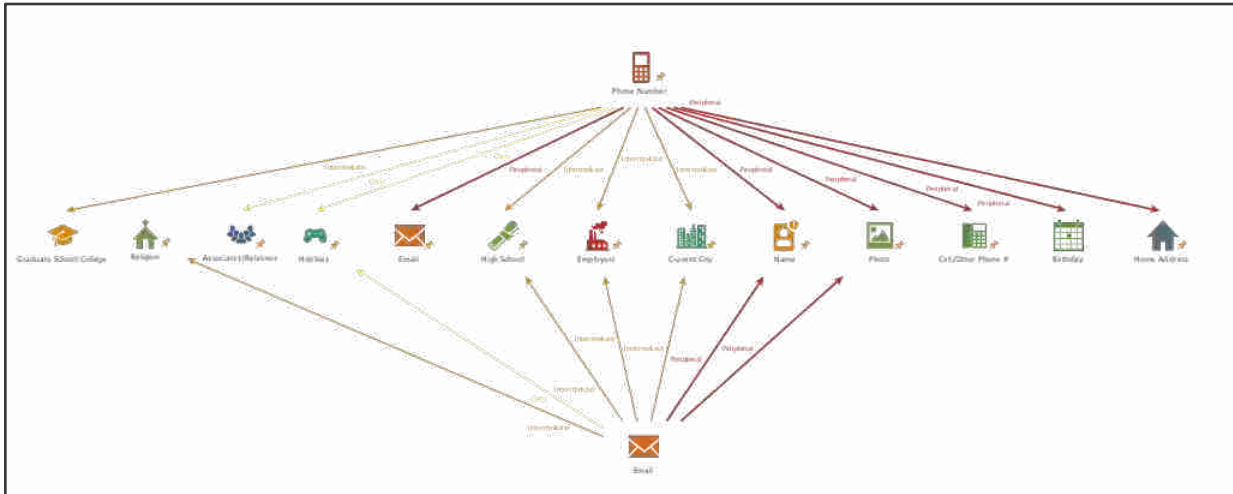 Phone Number
Peripheral
Intermediate
Core
Core
Peripheral
Intermediate
Intermediate
Intermediate
Peripheral
Peripheral
Peripheral
Peripheral
Graduate School/College
Religion
Associates/Relatives
Hobbies
Email
High School
Employer
Current City
Name
Photo
Cell/Other Phone #
Birthday
Home Address
Core
Intermediate
Intermediate
Intermediate
Intermediate
Peripheral
Peripheral
Email